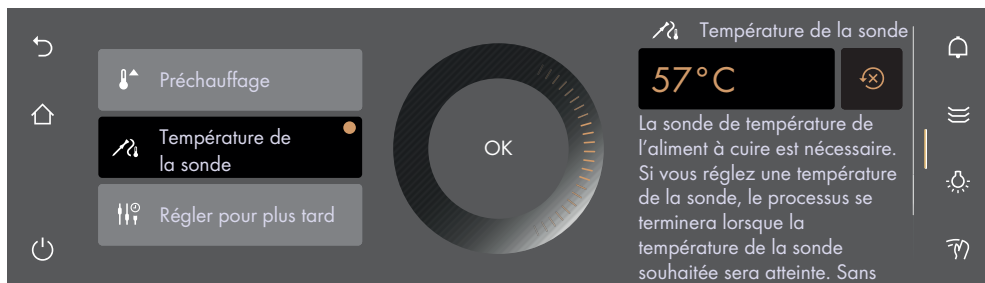 Préchauffage
Température de
la sonde
Régler pour plus tard
OK
Température de la sonde
57°C
La sonde de température de
l'aliment à cuire est nécessaire.
Si vous réglez une température
de la sonde, le processus se
terminera lorsque la
température de la sonde
souhaitée sera atteinte. Sans